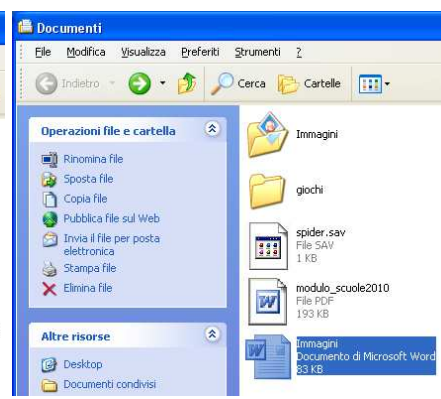 Documenti
File Modifica Visualizza Preferiti Strumenti ?
Indietro Cerca Cartelle
Operazioni file e cartella
Rinomina file
Sposta file
Copia file
Pubblica file sul Web
Invia il file per posta
elettronica
Stampa file
Elimina file
Altre risorse
Desktop
Documenti condivisi
Immagini
giochi
spider.sav
File SAV
1 KB
modulo_scuole2010
File PDF
193 KB
Immagini
Documento di Microsoft Word
83 KB